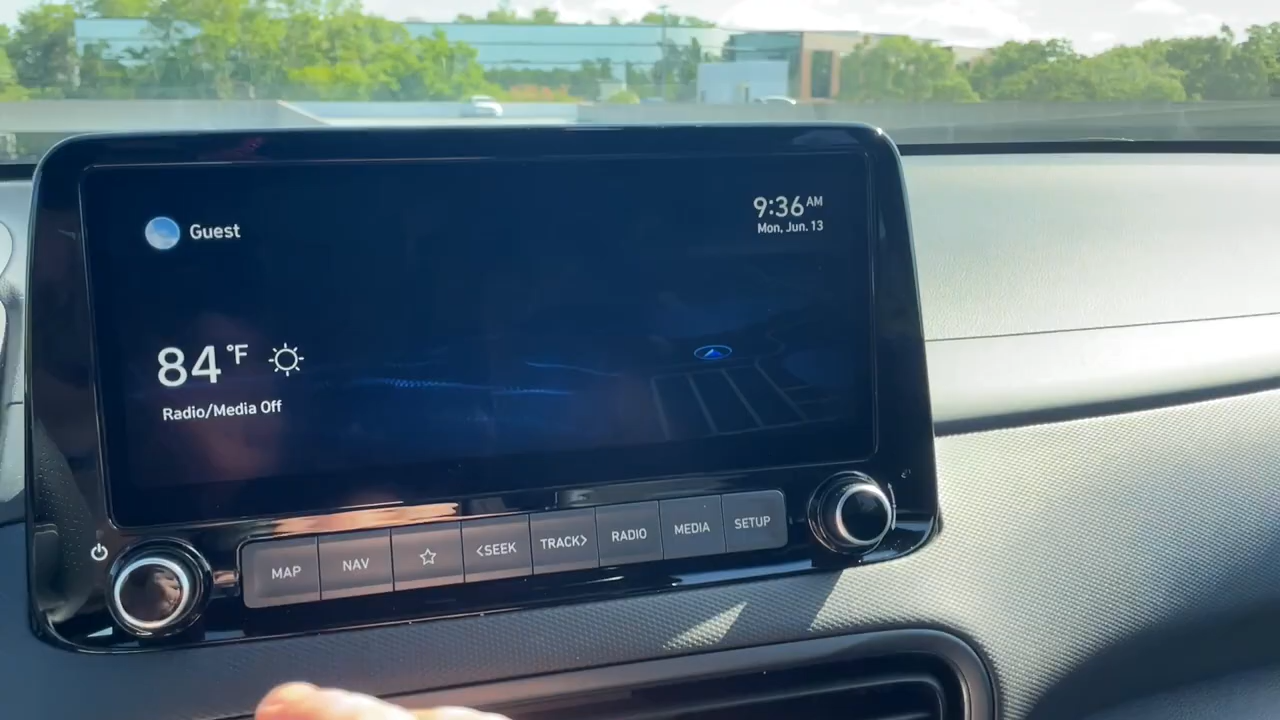 Guest
9:36 AM
Mon, Jun. 13
84 °F
Radio/Media Off
MAP
NAV
<SEEK
TRACK>
RADIO
MEDIA
SETUP